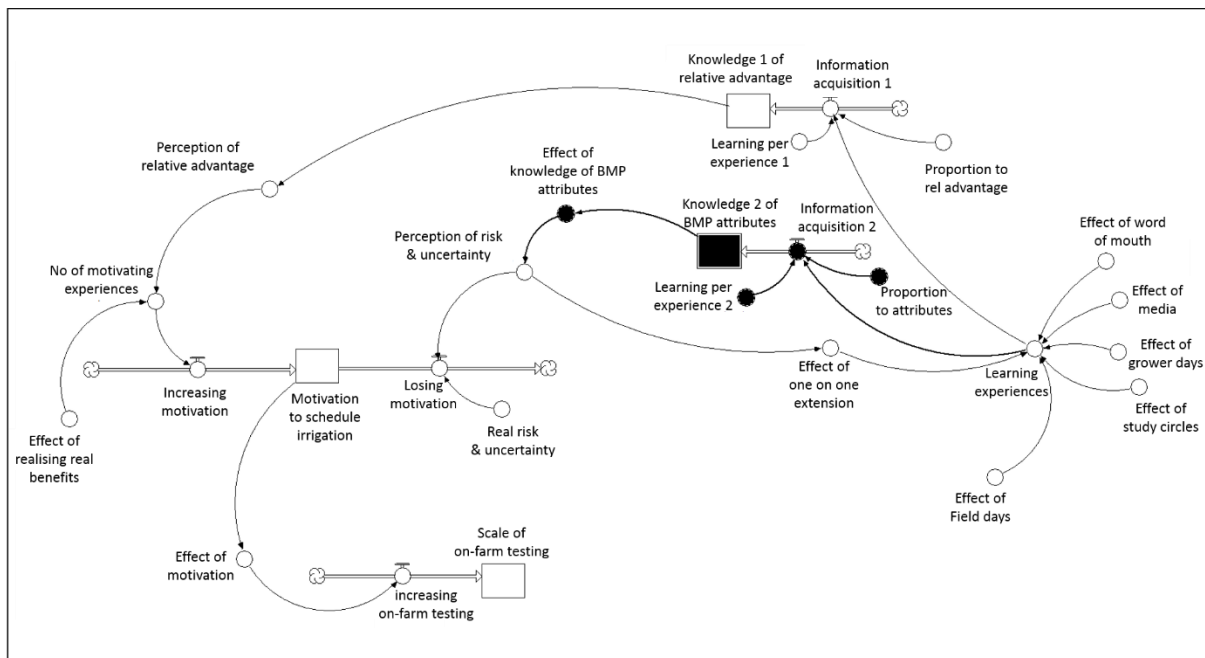 Knowledge 1 of
relative advantage
Information
acquisition 1
Learning per
experience 1
Proportion to
rel advantage
Perception of
relative advantage
Effect of
knowledge of BMP
attributes
Knowledge 2 of
BMP attributes
Information
acquisition 2
Perception of risk
& uncertainty
Learning per
experience 2
Proportion
to attributes
Effect of word
of mouth
Effect of
media
Effect of
grower days
Effect of
study circles
Learning
experiences
No of motivating
experiences
Increasing
motivation
Motivation
to schedule
irrigation
Losing
motivation
Effect of
one on one
extension
Real risk
& uncertainty
Effect of
realising real
benefits
Effect of
Field days
Effect of
motivation
Scale of
on-farm testing
increasing
on-farm testing